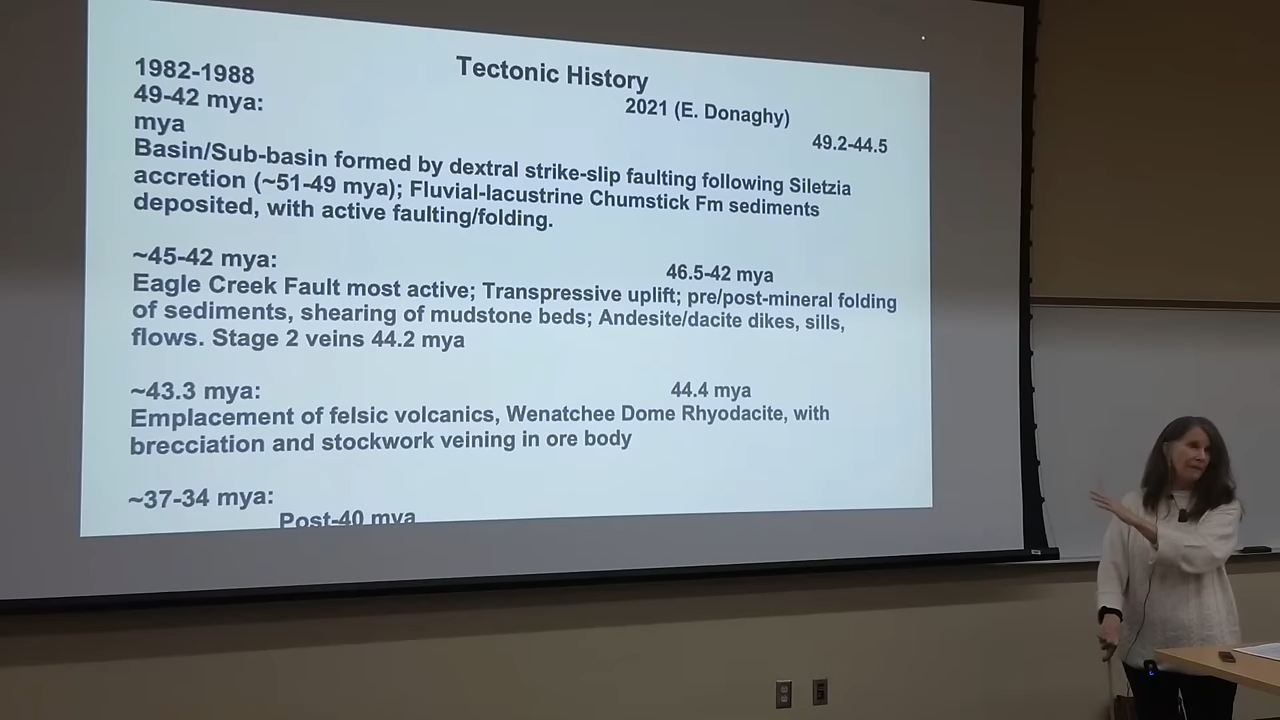 Tectonic History
1982-1988
2021 (E. Donaghy)
49-42 mya:
49.2-44.5
mya
Basin/Sub-basin formed by dextral strike-slip faulting following Siletzia
accretion (~51-49 mya); Fluvial-lacustrine Chumstick Fm sediments
deposited, with active faulting/folding.
~45-42 mya:
46.5-42 mya
Eagle Creek Fault most active; Transpressive uplift; pre/post-mineral folding
of sediments, shearing of mudstone beds; Andesite/dacite dikes, sills,
flows. Stage 2 veins 44.2 mya
~43.3 mya:
44.4 mya
Emplacement of felsic volcanics, Wenatchee Dome Rhyodacite, with
brecciation and stockwork veining in ore body
~37-34 mya:
Post-40 mya